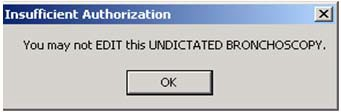 Insufficient Authorization
You may not EDIT this UNDICTATED BRONCHOSCOPY.
OK